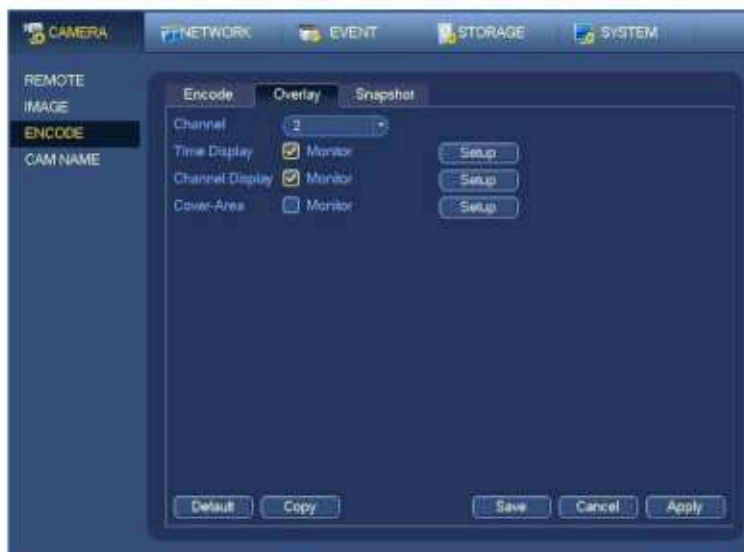 CAMERA NETWORK EVENT STORAGE SYSTEM
REMOTE
IMAGE
ENCODE
CAM NAME
Encode Overlay Snapshot
Channel 2
Time Display Monitor Setup
Channel Display Monitor Setup
Cover-Area Monitor Setup
Default Copy Save Cancel Apply